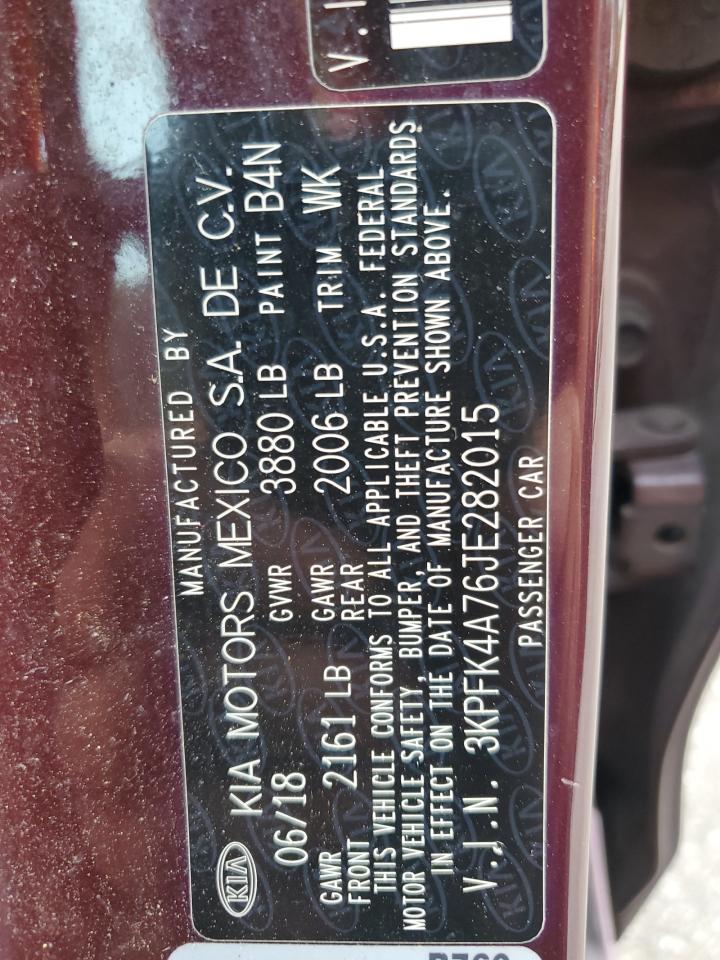 MANUFACTURED BY
KIA KIA MOTORS MEXICO S.A. DE C.V.
06/18 GVWR 3880 LB PAINT B4N
GAWR FRONT 2161 LB GAWR REAR 2006 LB TRIM WK
THIS VEHICLE CONFORMS TO ALL APPLICABLE U.S.A. FEDERAL
MOTOR VEHICLE SAFETY, BUMPER, AND THEFT PREVENTION STANDARDS
IN EFFECT ON THE DATE OF MANUFACTURE SHOWN ABOVE.
V.I.N. 3KPFK4A76JE282015
PASSENGER CAR